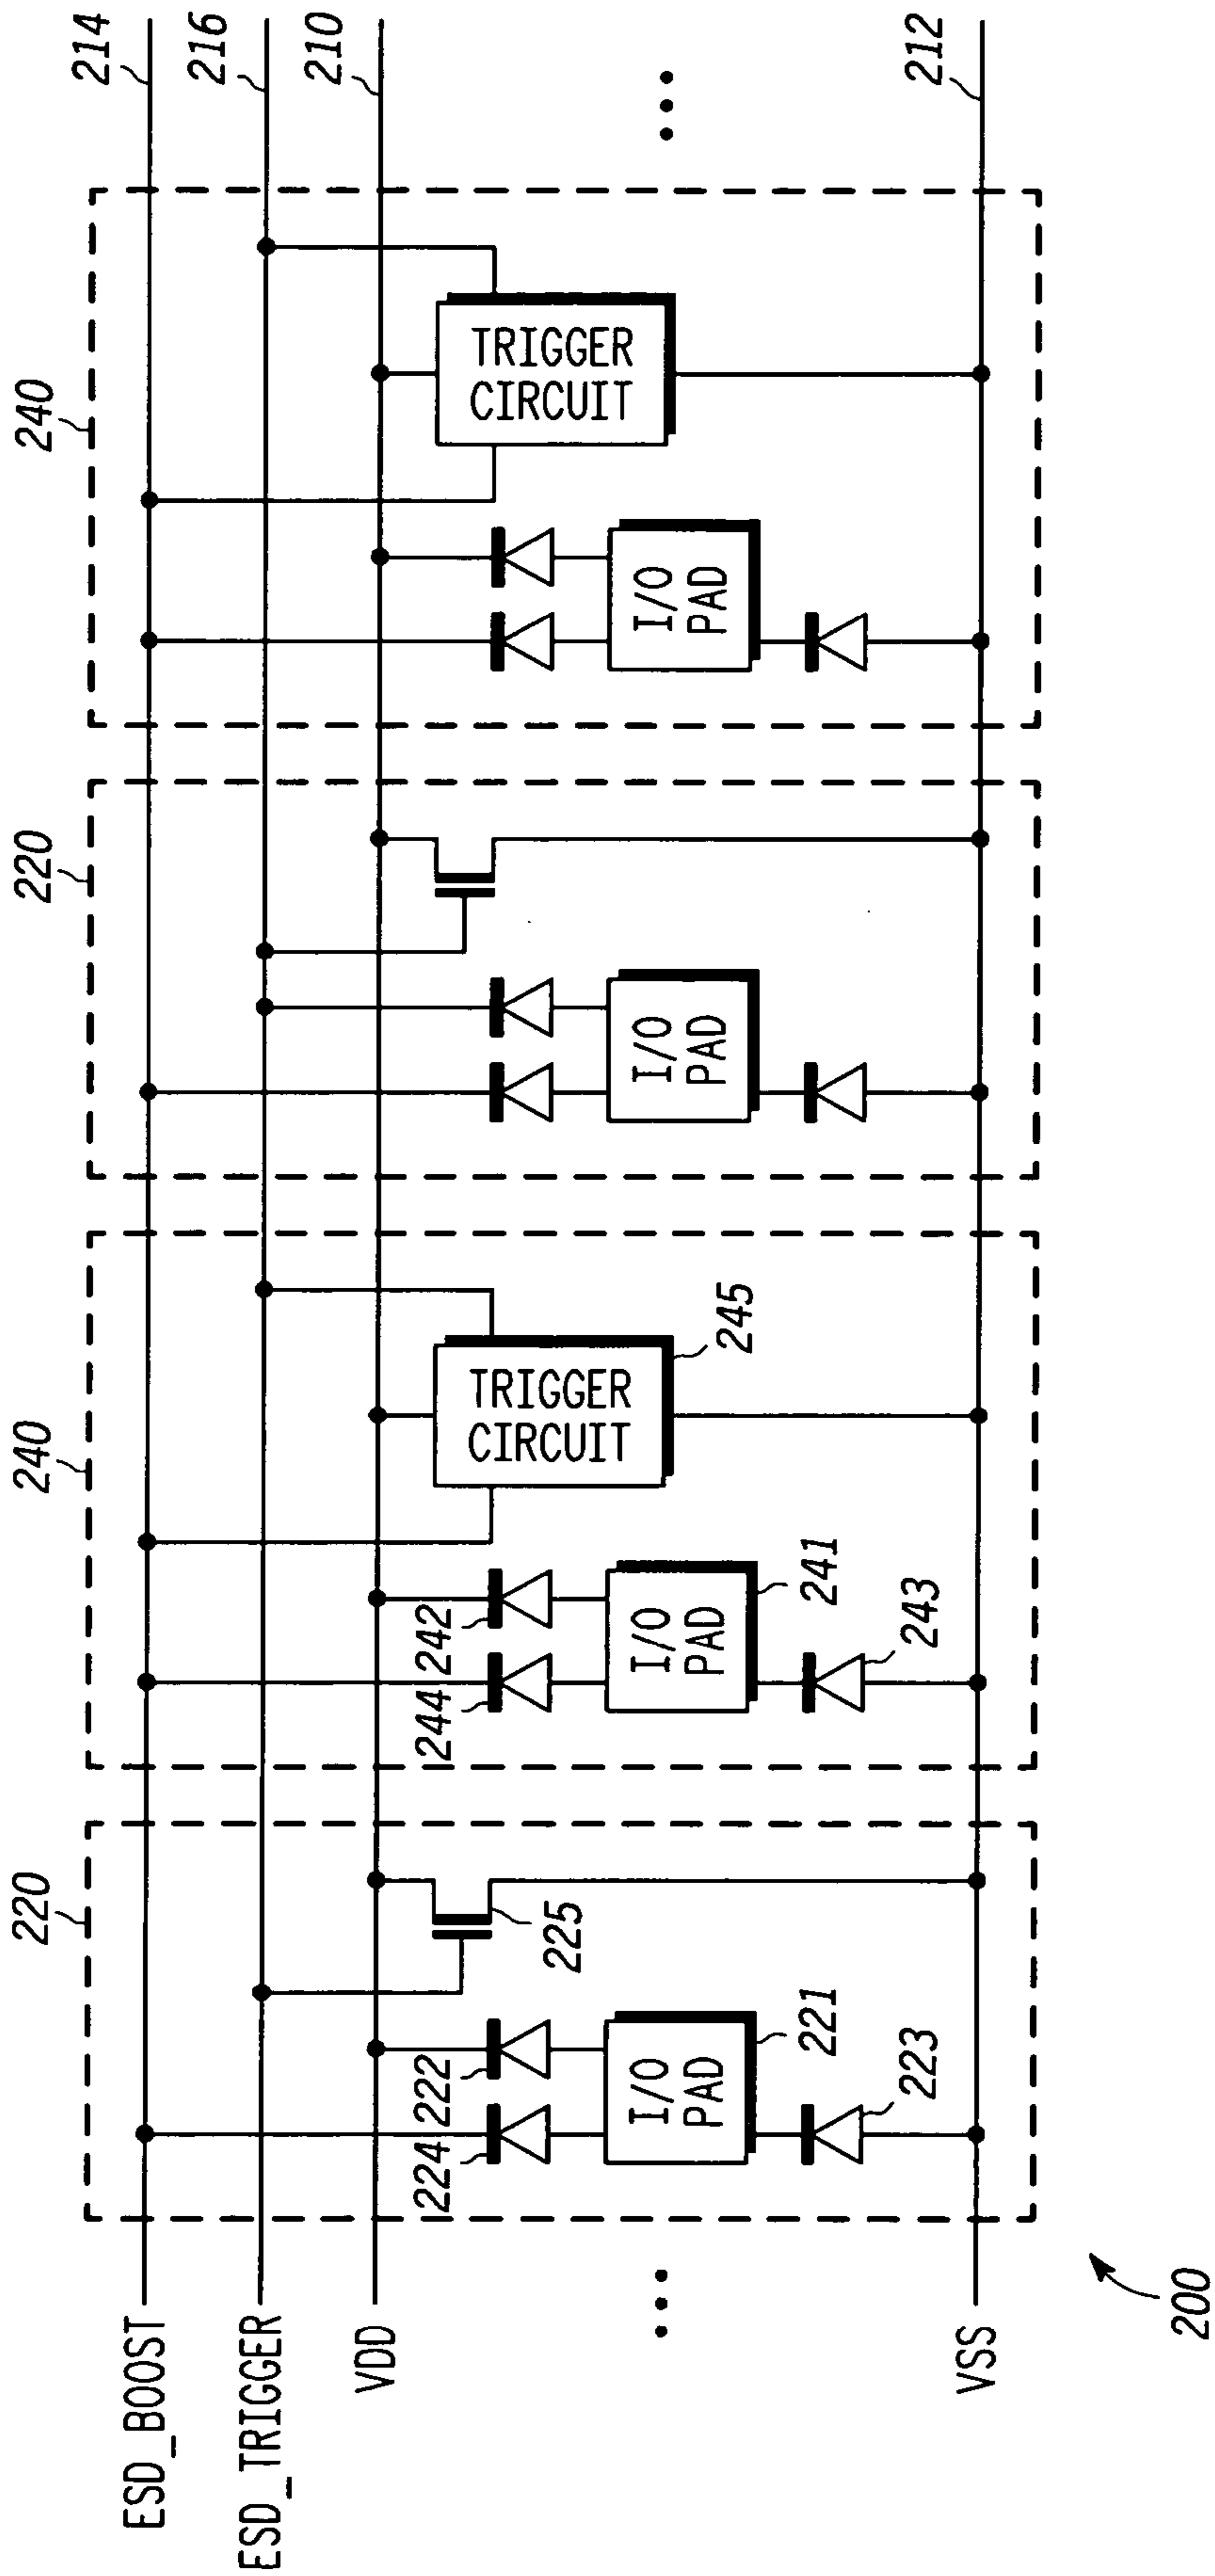 220
240
220
240
214
216
210
212
ESD_BOOST
ESD_TRIGGER
VDD
VSS
224
222
I/O
PAD
221
223
225
244
242
I/O
PAD
241
243
TRIGGER
CIRCUIT
245
I/O
PAD
I/O
PAD
TRIGGER
CIRCUIT
200